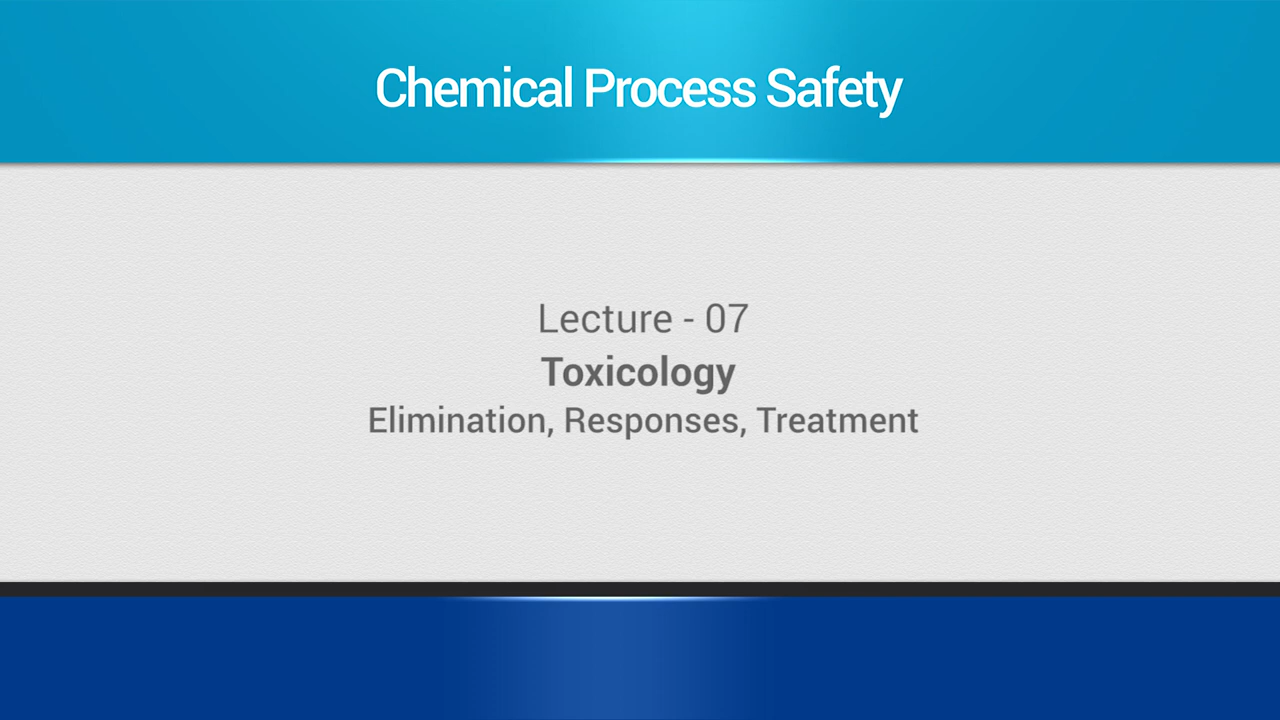 Chemical Process Safety
Lecture - 07
Toxicology
Elimination, Responses, Treatment